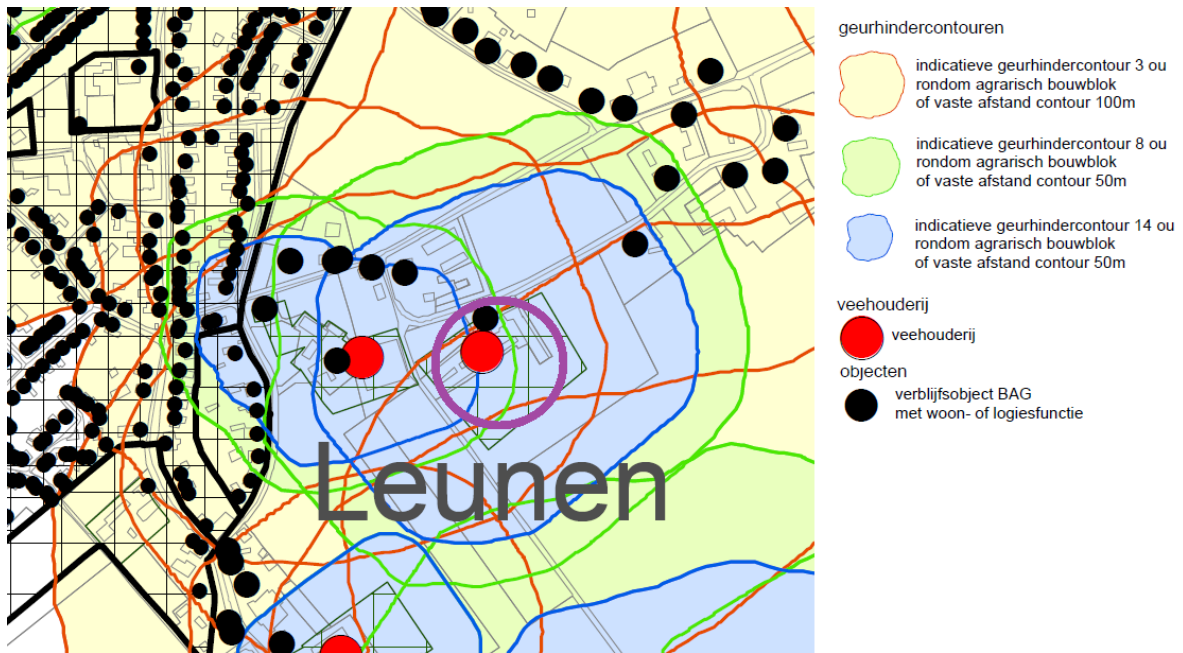 geurhindercontouren
indicatieve geurhindercontour 3 ou
rondom agrarisch bouwblok
of vaste afstand contour 100m
indicatieve geurhindercontour 8 ou
rondom agrarisch bouwblok
of vaste afstand contour 50m
indicatieve geurhindercontour 14 ou
rondom agrarisch bouwblok
of vaste afstand contour 50m
veehouderij
veehouderij
objecten
verblijfsobject BAG
met woon- of logiesfunctie
Leunen